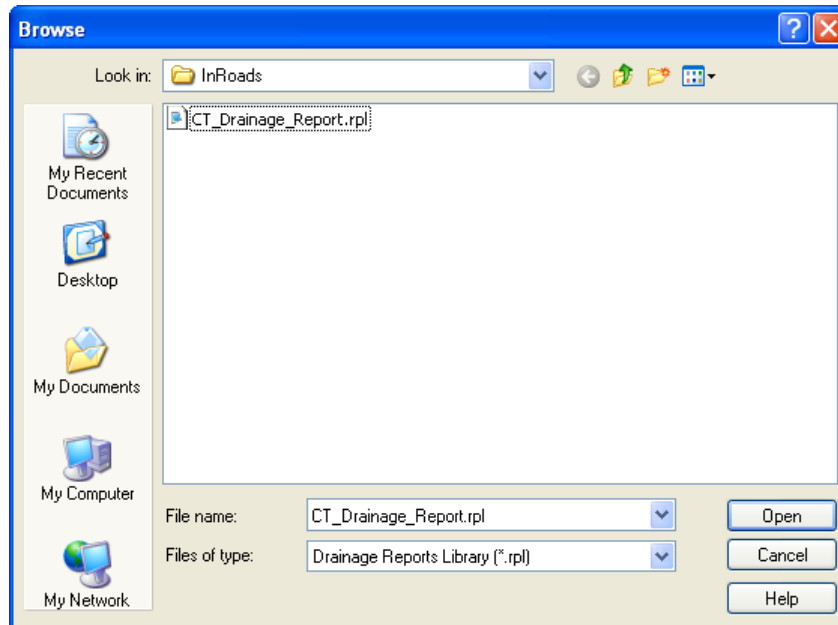 Browse
Look in: InRoads
CT_Drainage_Report.rpl
My Recent
Documents
Desktop
My Documents
My Computer
My Network
File name: CT_Drainage_Report.rpl Open
Files of type: Drainage Reports Library (*.rpl) Cancel
Help